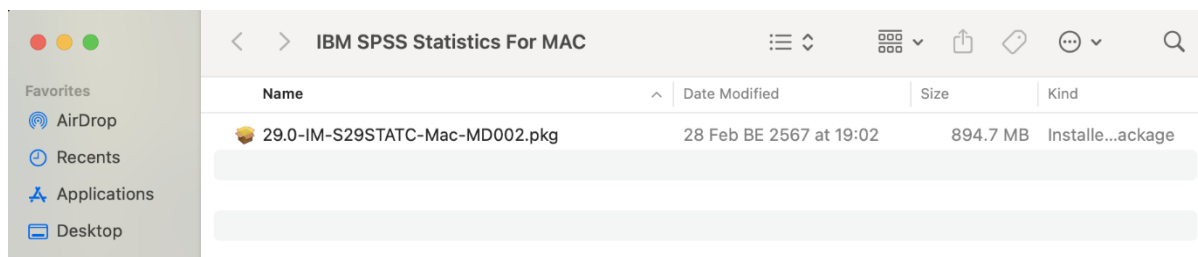 IBM SPSS Statistics For MAC
Favorites
AirDrop
Recents
Applications
Desktop
Name Date Modified Size Kind
29.0-IM-S29STATC-Mac-MD002.pkg 28 Feb BE 2567 at 19:02 894.7 MB Installe...ackage